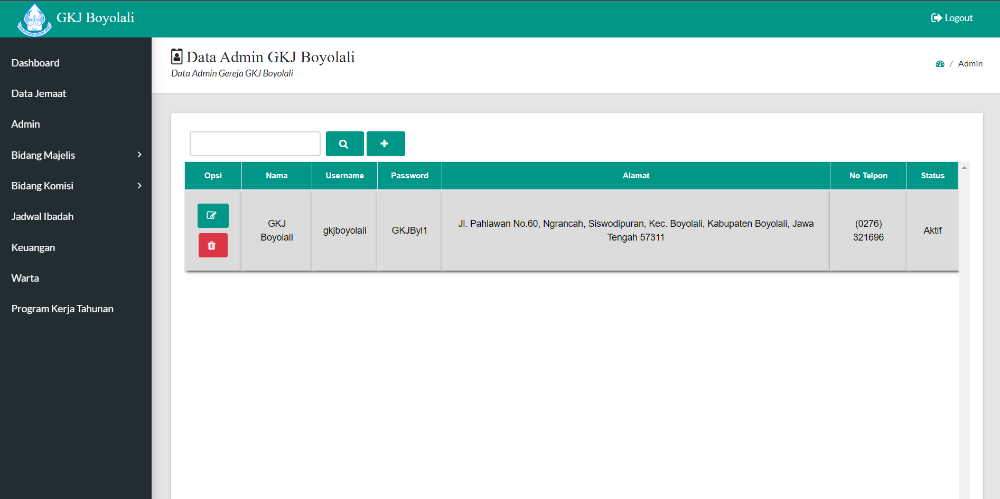 GKJ Boyolali
Logout
Dashboard
Data Jemaat
Admin
Bidang Majelis
Bidang Komisi
Jadwal Ibadah
Keuangan
Warta
Program Kerja Tahunan
Data Admin GKJ Boyolali
Data Admin Gereja GKJ Boyolali
/ Admin
Opsi Nama Username Password Alamat No Telpon Status
GKJ
Boyolali
gkjboyolali
GKJByl1
Jl. Pahlawan No.60, Ngrancah, Siswodipuran, Kec. Boyolali, Kabupaten Boyolali, Jawa
Tengah 57311
(0276)
321696
Aktif